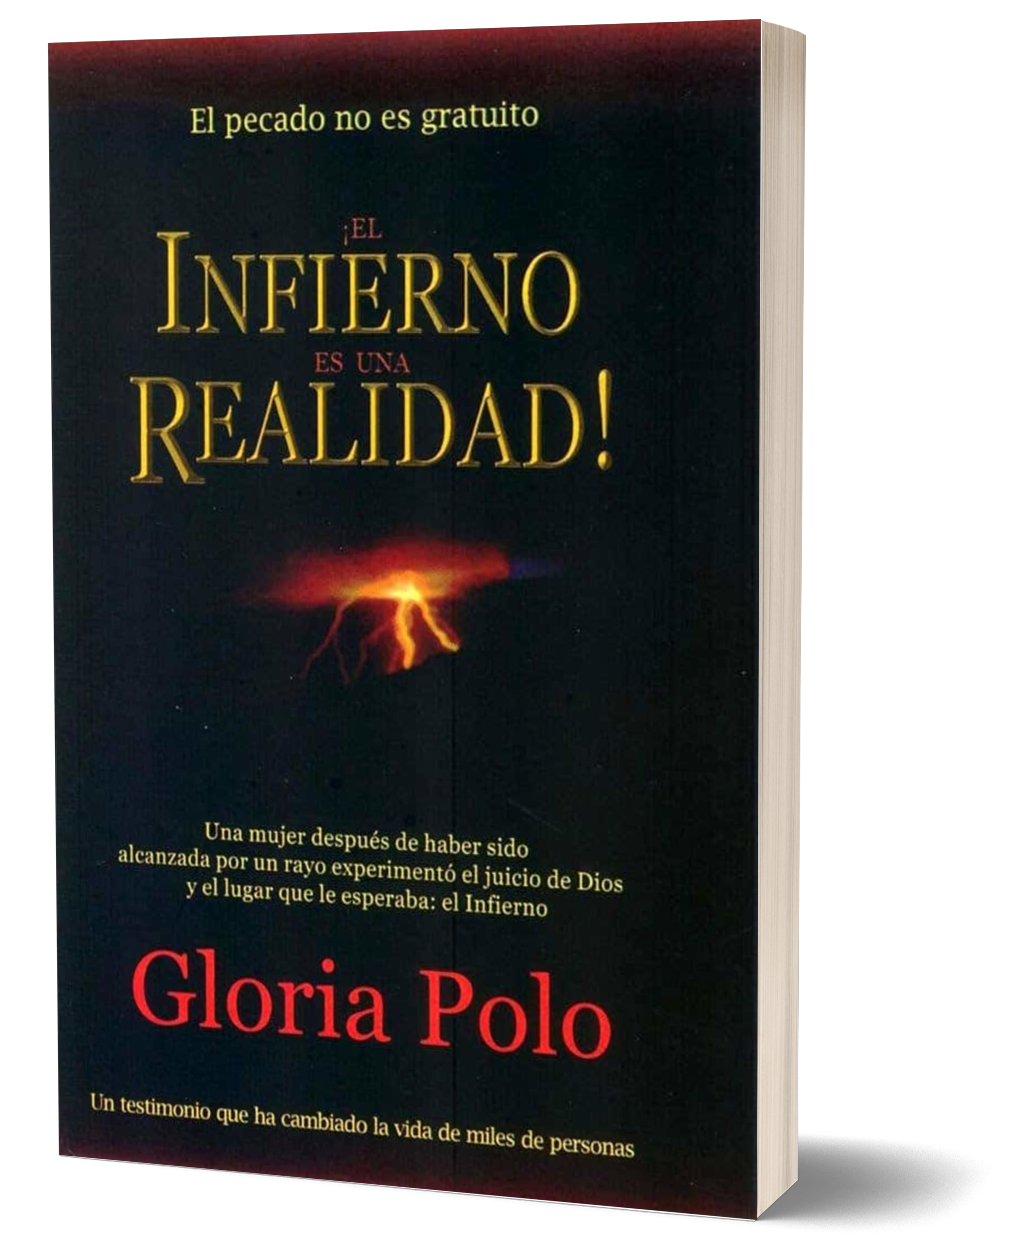 El pecado no es gratuito
¡EL
INFIERNO
ES UNA
REALIDAD!
Una mujer después de haber sido
alcanzada por un rayo experimentó el juicio de Dios
y el lugar que le esperaba: el Infierno
Gloria Polo
Un testimonio que ha cambiado la vida de miles de personas